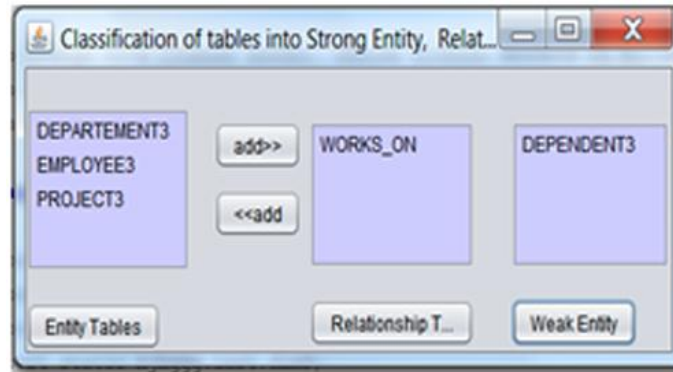 Classification of tables into Strong Entity, Relat...
DEPARTEMENT3
EMPLOYEE3
PROJECT3
add>>
<<add
WORKS_ON
DEPENDENT3
Entity Tables
Relationship T...
Weak Entity